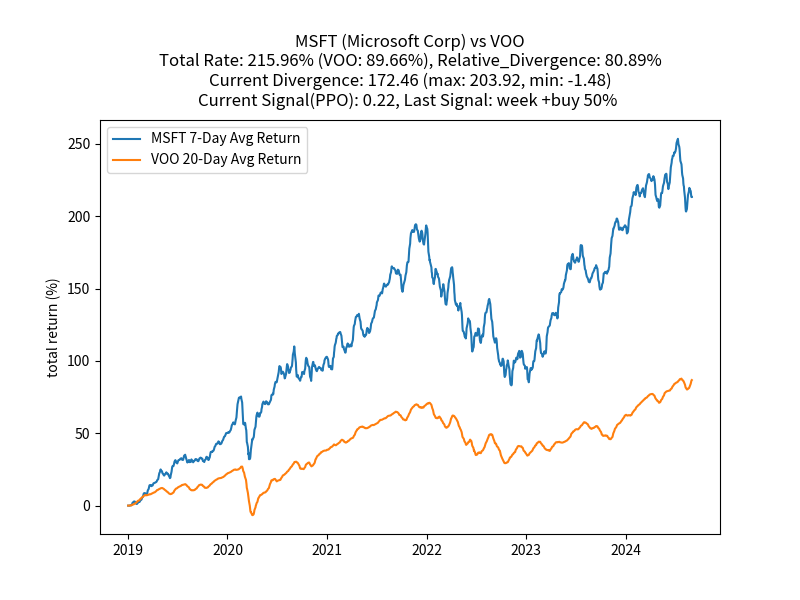 MSFT (Microsoft Corp) vs VOO
Total Rate: 215.96% (VOO: 89.66%), Relative_Divergence: 80.89%
Current Divergence: 172.46 (max: 203.92, min: -1.48)
Current Signal(PPO): 0.22, Last Signal: week +buy 50%
MSFT 7-Day Avg Return
VOO 20-Day Avg Return
total return (%)
250
200
150
100
50
0
2019 2020 2021 2022 2023 2024